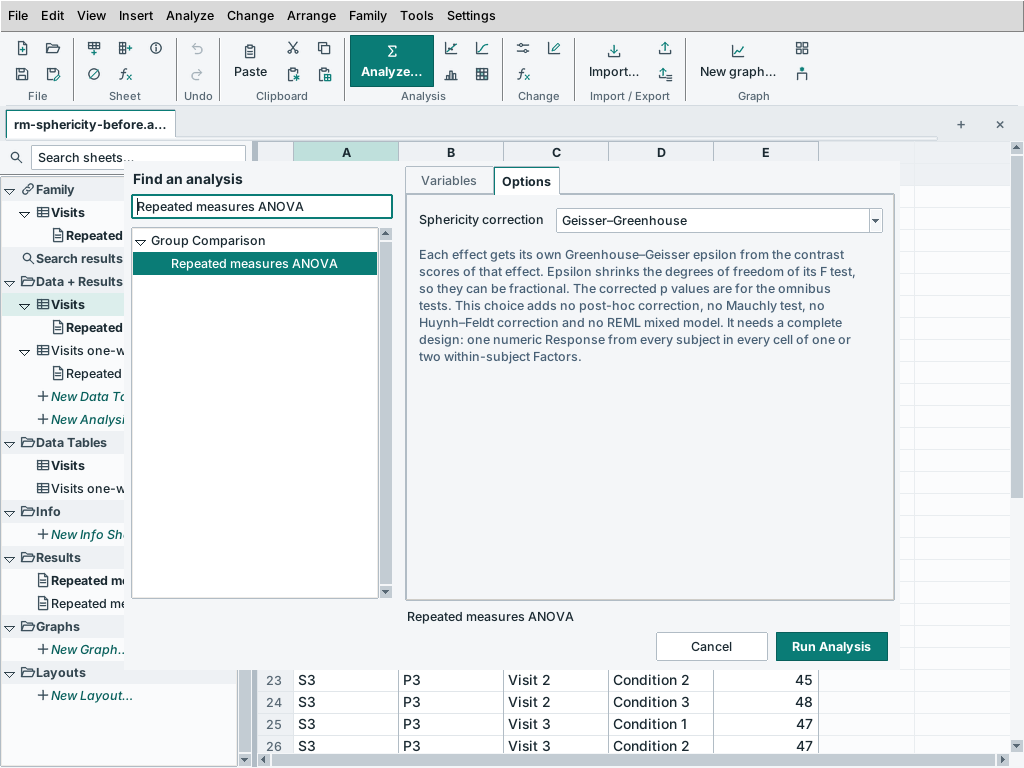 File Edit View Insert Analyze Change Arrange Family Tools Settings
Paste
Analyze...
Import...
New graph...
File Sheet Undo Clipboard Analysis Change Import / Export Graph
rm-sphericity-before.a...
Search sheets...
A B C D E
Family
Visits
Repeated
Search results
Data + Results
Visits
Repeated
Visits one-w
Repeated
New Data Ta
New Analysi
Data Tables
Visits
Visits one-w
Info
New Info Sh
Results
Repeated me
Repeated me
Graphs
New Graph...
Layouts
New Layout...
Find an analysis
Repeated measures ANOVA
Group Comparison
Repeated measures ANOVA
Variables Options
Sphericity correction Geisser–Greenhouse
Each effect gets its own Greenhouse–Geisser epsilon from the contrast
scores of that effect. Epsilon shrinks the degrees of freedom of its F test,
so they can be fractional. The corrected p values are for the omnibus
tests. This choice adds no post-hoc correction, no Mauchly test, no
Huynh–Feldt correction and no REML mixed model. It needs a complete
design: one numeric Response from every subject in every cell of one or
two within-subject Factors.
Repeated measures ANOVA
Cancel Run Analysis
23 S3 P3 Visit 2 Condition 2 45
24 S3 P3 Visit 2 Condition 3 48
25 S3 P3 Visit 3 Condition 1 47
26 S3 P3 Visit 3 Condition 2 47